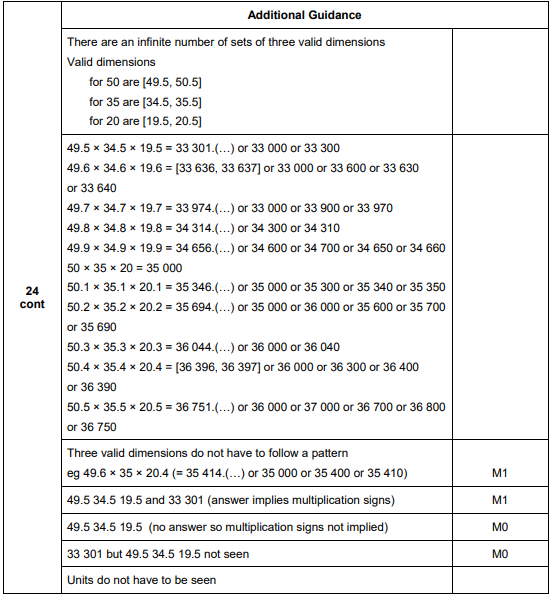 Additional Guidance
There are an infinite number of sets of three valid dimensions
Valid dimensions
for 50 are [49.5, 50.5]
for 35 are [34.5, 35.5]
for 20 are [19.5, 20.5]
49.5 × 34.5 × 19.5 = 33 301.(…) or 33 000 or 33 300
49.6 × 34.6 × 19.6 = [33 636, 33 637] or 33 000 or 33 600 or 33 630
or 33 640
49.7 × 34.7 × 19.7 = 33 974.(…) or 33 000 or 33 900 or 33 970
49.8 × 34.8 × 19.8 = 34 314.(…) or 34 300 or 34 310
49.9 × 34.9 × 19.9 = 34 656.(…) or 34 600 or 34 700 or 34 650 or 34 660
50 × 35 × 20 = 35 000
50.1 × 35.1 × 20.1 = 35 346.(…) or 35 000 or 35 300 or 35 340 or 35 350
50.2 × 35.2 × 20.2 = 35 694.(…) or 35 000 or 36 000 or 35 600 or 35 700
or 35 690
50.3 × 35.3 × 20.3 = 36 044.(…) or 36 000 or 36 040
50.4 × 35.4 × 20.4 = [36 396, 36 397] or 36 000 or 36 300 or 36 400
or 36 390
50.5 × 35.5 × 20.5 = 36 751.(…) or 36 000 or 37 000 or 36 700 or 36 800
or 36 750
24
cont
Three valid dimensions do not have to follow a pattern
eg 49.6 × 35 × 20.4 (= 35 414.(…) or 35 000 or 35 400 or 35 410) M1
49.5 34.5 19.5 and 33 301 (answer implies multiplication signs) M1
49.5 34.5 19.5 (no answer so multiplication signs not implied) M0
33 301 but 49.5 34.5 19.5 not seen M0
Units do not have to be seen